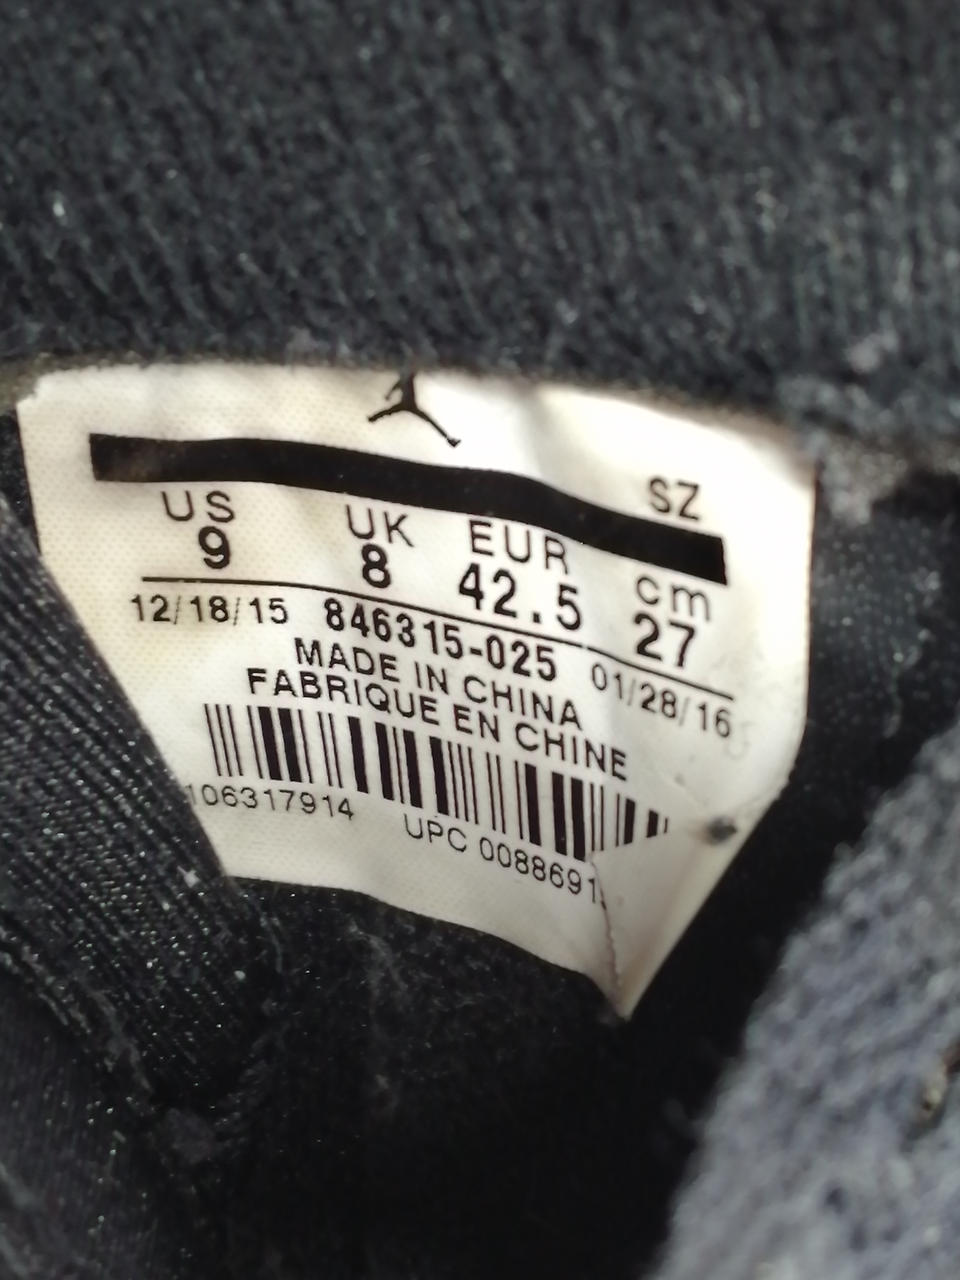 SZ
US UK EUR cm
9 8 42.5 27
12/18/15 846315-025 01/28/16
MADE IN CHINA
FABRIQUE EN CHINE
106317914 UPC 0088691